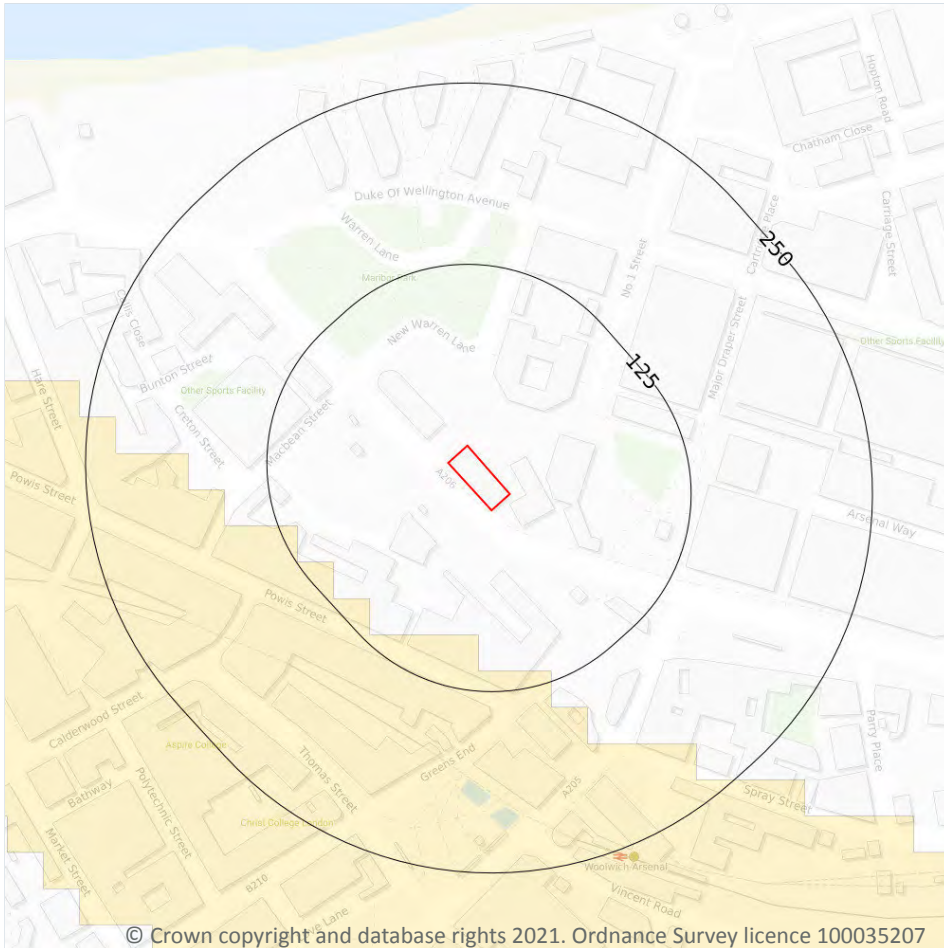 Hopton Road
Chatham Close
Duke Of Wellington Avenue
Cartridge Place
Carriage Street
Warren Lane
250
No 1 Street
Maribor Park
Callis Close
New Warren Lane
Major Draper Street
Other Sports Facility
125
Bunton Street
Other Sports Facility
Hare Street
Creton Street
Macbean Street
A206
Powis Street
Arsenal Way
Powis Street
Calderwood Street
Parry Place
Aspire College
Greens End
Thomas Street
A205
Bathway
Polytechnic Street
Spray Street
Christ College London
Market Street
Woolwich Arsenal
B210
Vincent Road
Lane
© Crown copyright and database rights 2021. Ordnance Survey licence 100035207